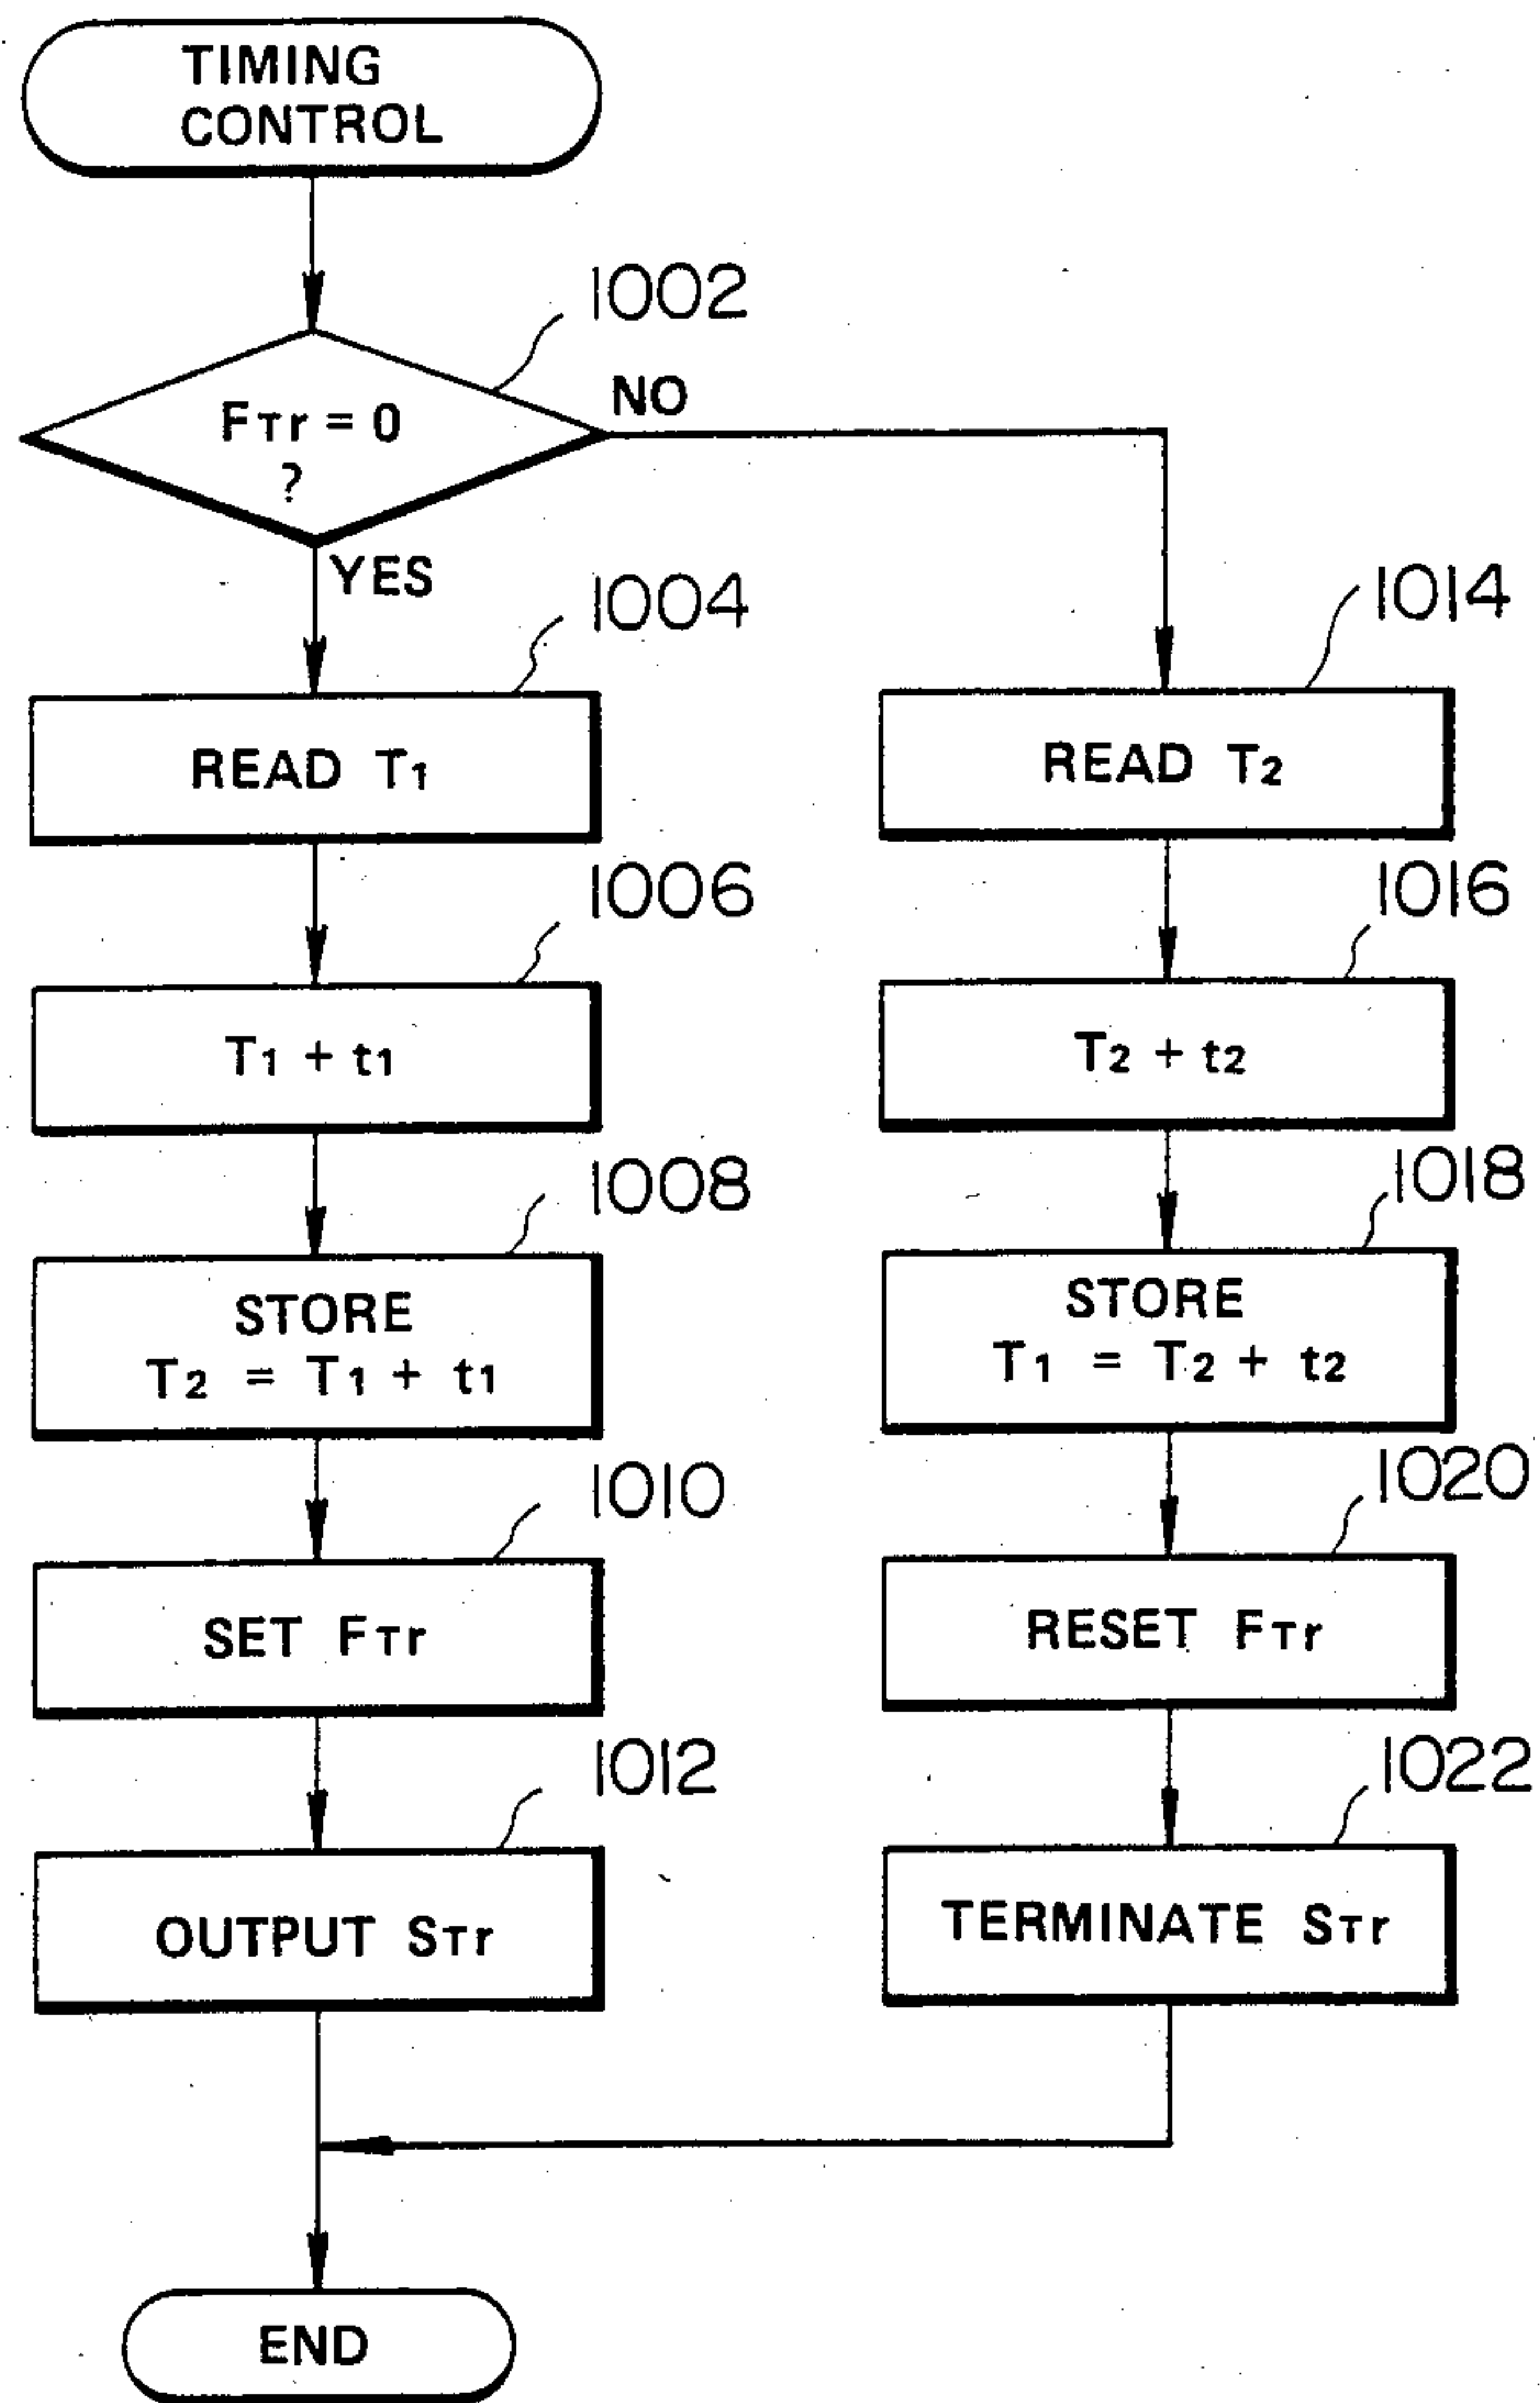 TIMING
CONTROL
1002
FTr = 0
?
NO
YES
1004
READ T1
1006
T1 + t1
1008
STORE
T2 = T1 + t1
1010
SET FTr
1012
OUTPUT STr
1014
READ T2
1016
T2 + t2
1018
STORE
T1 = T2 + t2
1020
RESET FTr
1022
TERMINATE STr
END